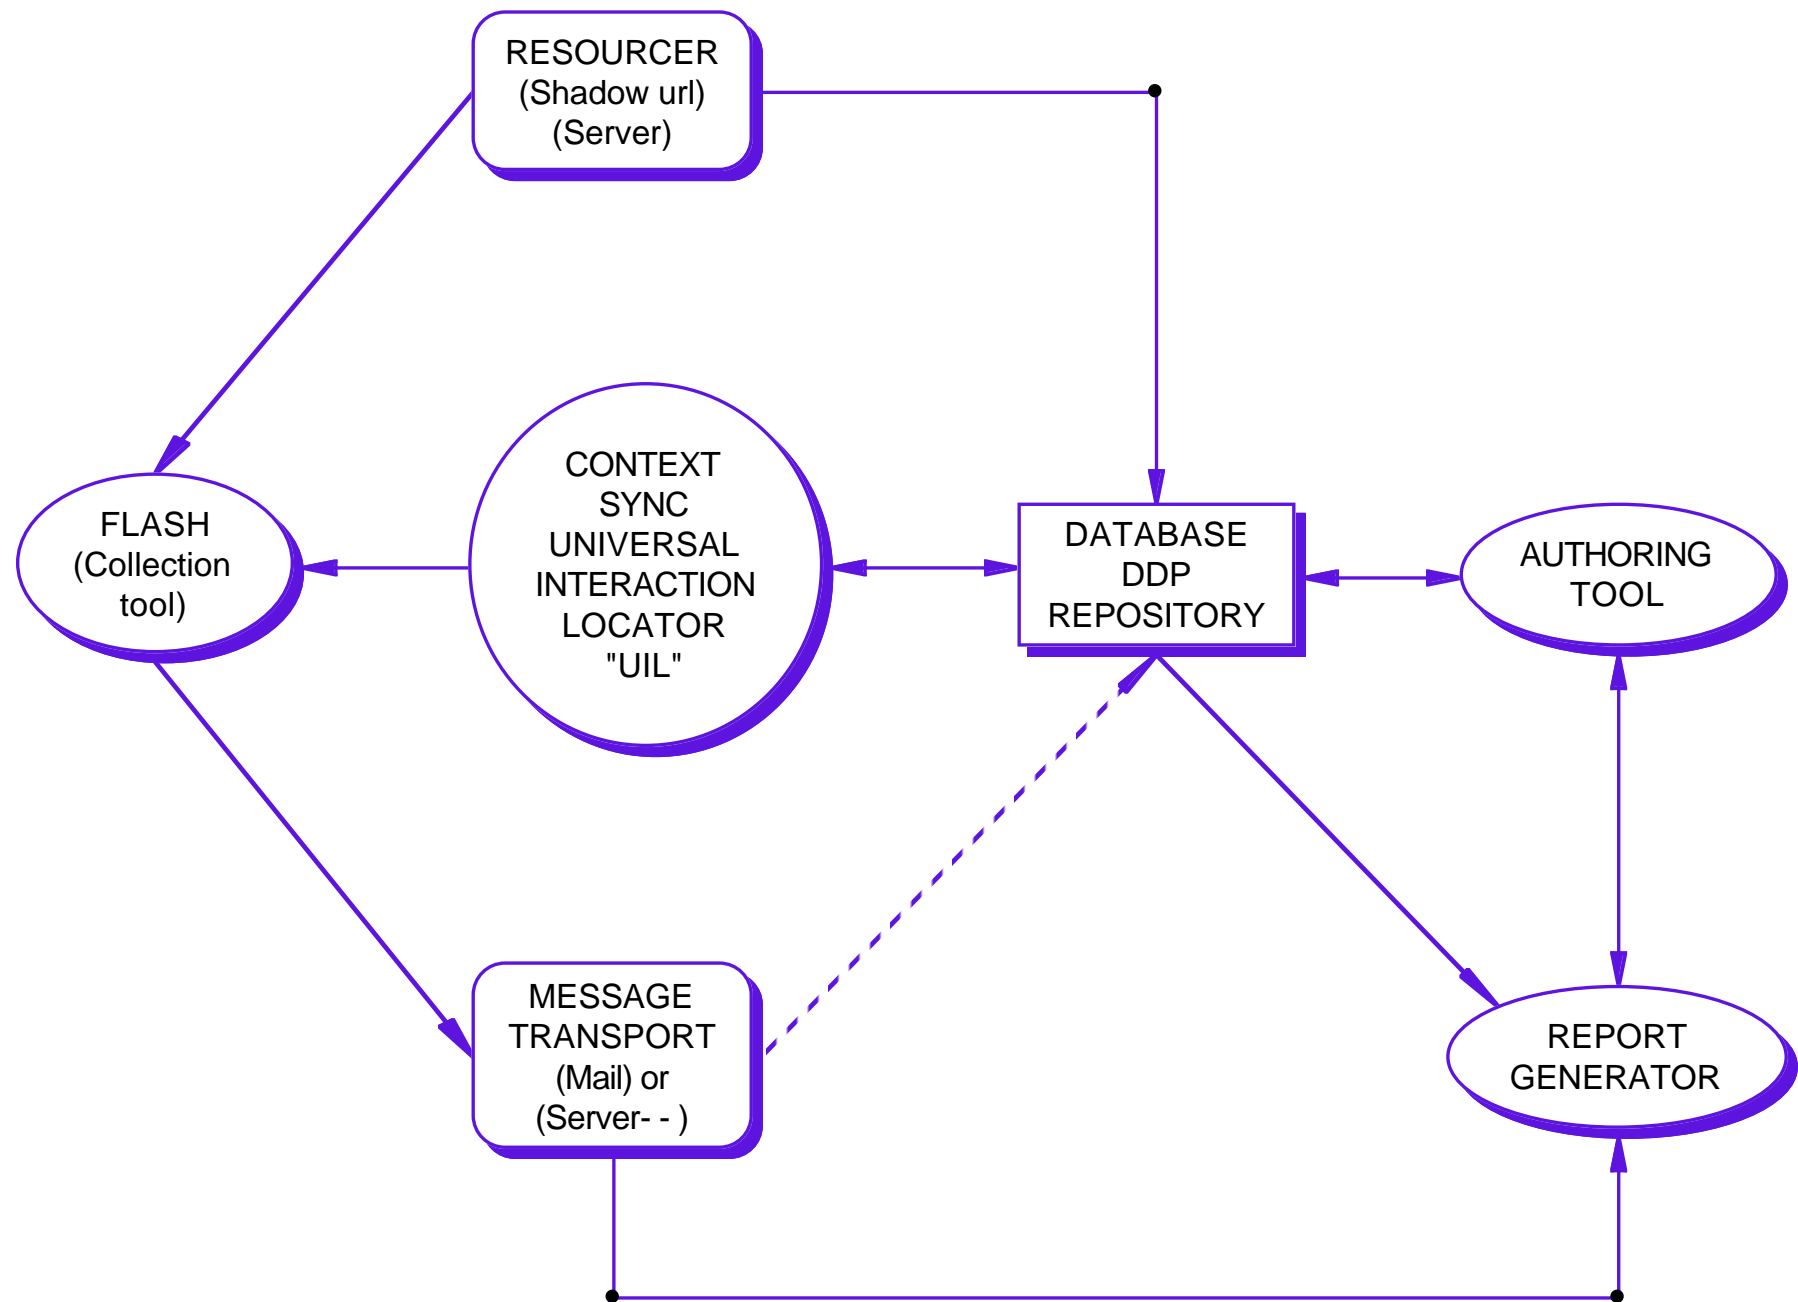 RESOURCER
(Shadow url)
(Server)
FLASH
(Collection
tool)
CONTEXT
SYNC
UNIVERSAL
INTERACTION
LOCATOR
"UIL"
DATABASE
DDP
REPOSITORY
AUTHORING
TOOL
MESSAGE
TRANSPORT
(Mail) or
(Server- - )
REPORT
GENERATOR